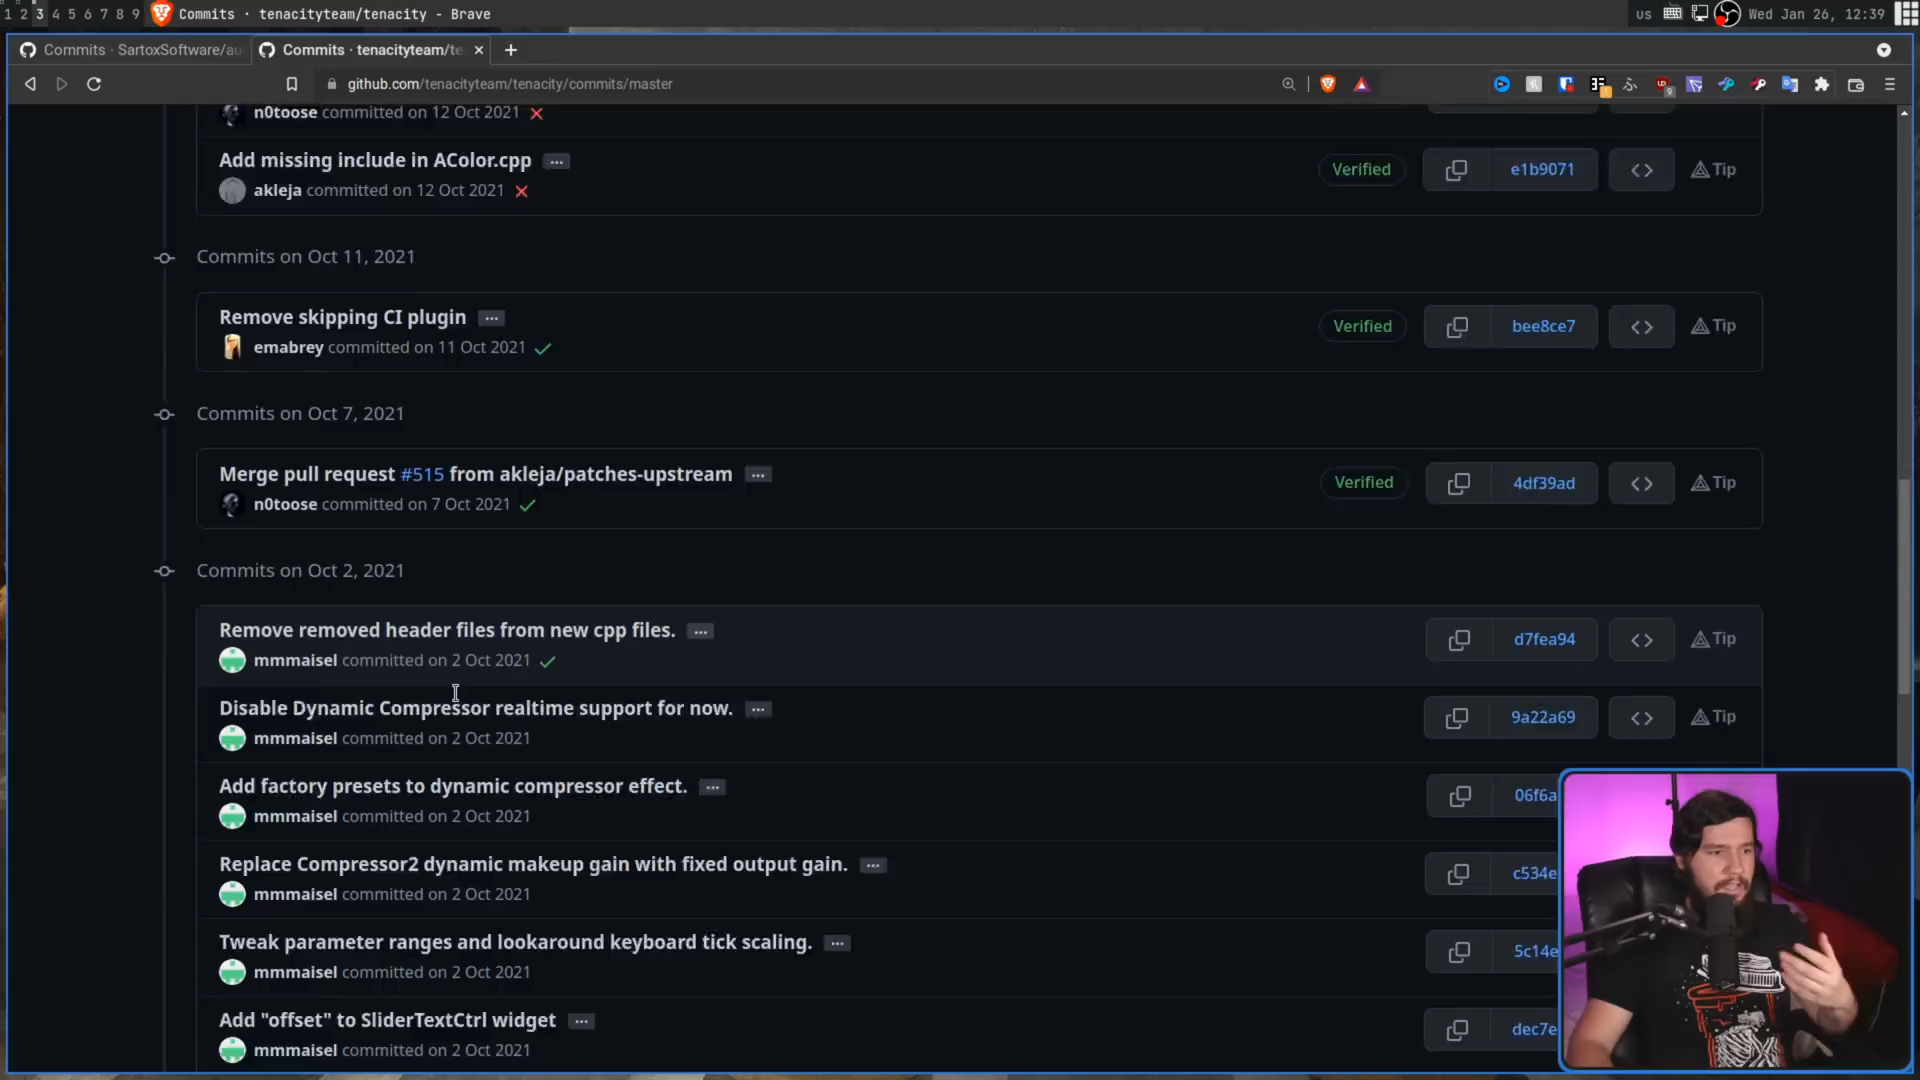 1 2 3 4 5 6 7 8 9 Commits · tenacityteam/tenacity - Brave us Wed Jan 26, 12:39
Commits · SartoxSoftware/au Commits · tenacityteam/te
github.com/tenacityteam/tenacity/commits/master
n0toose committed on 12 Oct 2021
Add missing include in AColor.cpp ... Verified e1b9071 Tip
akleja committed on 12 Oct 2021
Commits on Oct 11, 2021
Remove skipping CI plugin ... Verified bee8ce7 Tip
emabrey committed on 11 Oct 2021
Commits on Oct 7, 2021
Merge pull request #515 from akleja/patches-upstream ... Verified 4df39ad Tip
n0toose committed on 7 Oct 2021
Commits on Oct 2, 2021
Remove removed header files from new cpp files. ... d7fea94 Tip
mmmaisel committed on 2 Oct 2021
Disable Dynamic Compressor realtime support for now. ... 9a22a69 Tip
mmmaisel committed on 2 Oct 2021
Add factory presets to dynamic compressor effect. ... 06f6a
mmmaisel committed on 2 Oct 2021
Replace Compressor2 dynamic makeup gain with fixed output gain. ... c534e
mmmaisel committed on 2 Oct 2021
Tweak parameter ranges and lookaround keyboard tick scaling. ... 5c14e
mmmaisel committed on 2 Oct 2021
Add "offset" to SliderTextCtrl widget ... dec7e
mmmaisel committed on 2 Oct 2021